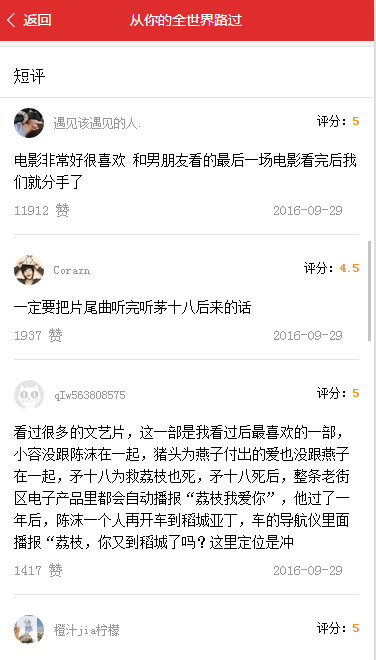 返回 从你的全世界路过
短评
遇见该遇见的人. 评分：5
电影非常好很喜欢 和男朋友看的最后一场电影看完后我
们就分手了
11912 赞 2016-09-29
Corazn 评分：4.5
一定要把片尾曲听完听茅十八后来的话
1937 赞 2016-09-29
qIw563808575 评分：5
看过很多的文艺片，这一部是我看过后最喜欢的一部，
小容没跟陈沫在一起，猪头为燕子付出的爱也没跟燕子
在一起，矛十八为救荔枝也死，矛十八死后，整条老街
区电子产品里都会自动播报“荔枝我爱你”，他过了一
年后，陈沫一个人再开车到稻城亚丁，车的导航仪里面
播报“荔枝，你又到稻城了吗？这里定位是冲
1417 赞 2016-09-29
橙汁jia柠檬 评分：5